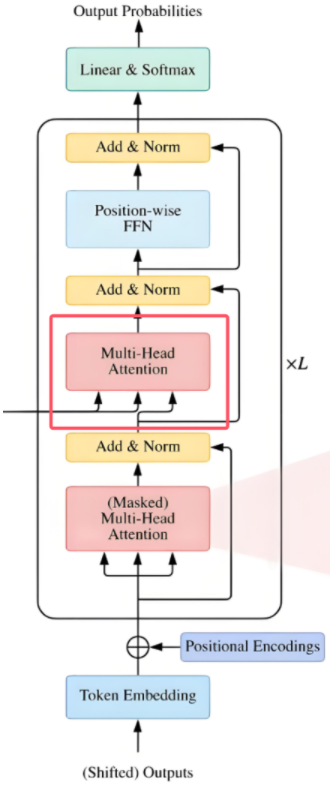 Output Probabilities
Linear & Softmax
Add & Norm
Position-wise
FFN
Add & Norm
Multi-Head
Attention
×L
Add & Norm
(Masked)
Multi-Head
Attention
Positional Encodings
Token Embedding
(Shifted) Outputs